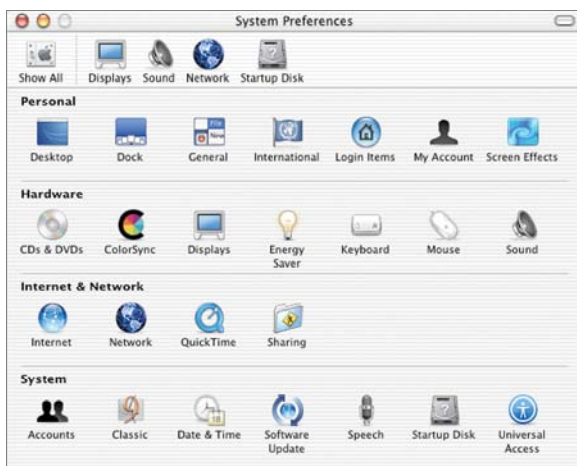 System Preferences
Show All Displays Sound Network Startup Disk
Personal
Desktop Dock General International Login Items My Account Screen Effects
Hardware
CDs & DVDs ColorSync Displays Energy Saver Keyboard Mouse Sound
Internet & Network
Internet Network QuickTime Sharing
System
Accounts Classic Date & Time Software Update Speech Startup Disk Universal Access